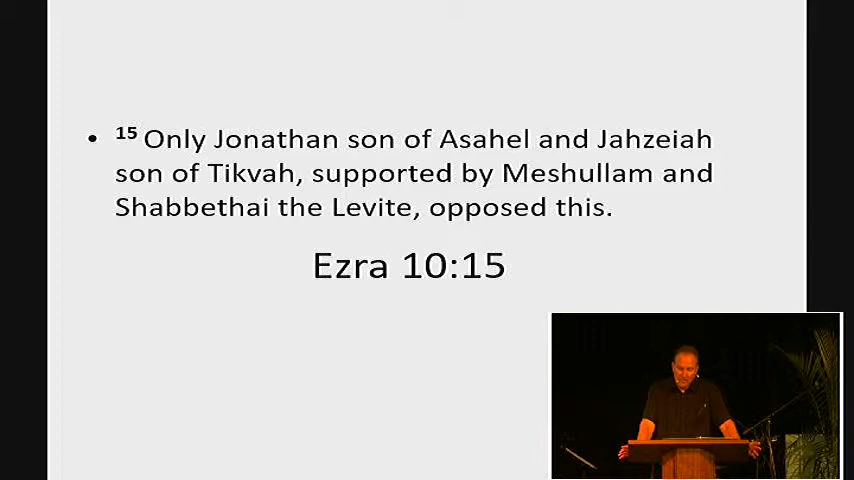 • 15 Only Jonathan son of Asahel and Jahzeiah
son of Tikvah, supported by Meshullam and
Shabbethai the Levite, opposed this.
Ezra 10:15